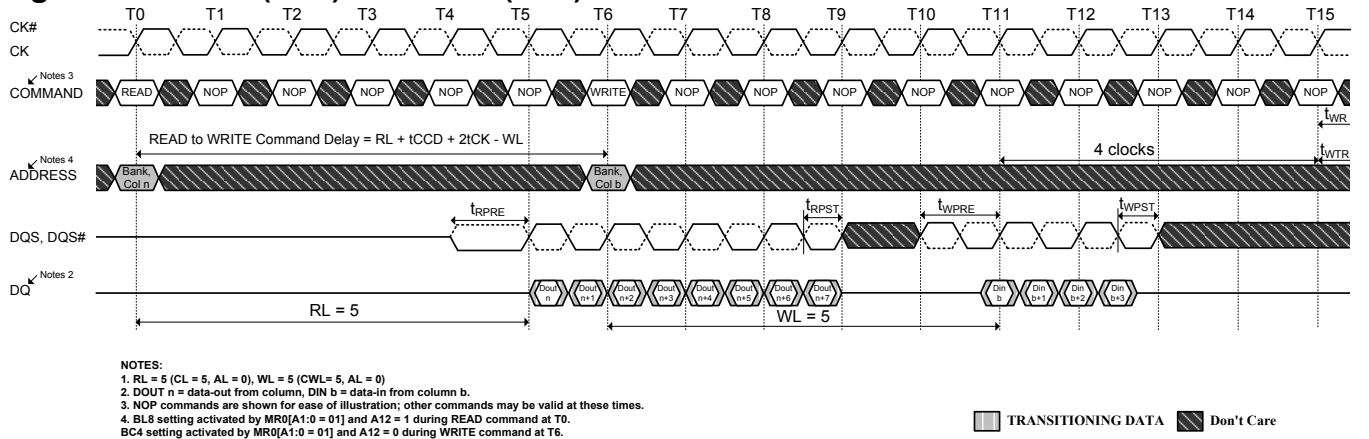 T0 T1 T2 T3 T4 T5 T6 T7 T8 T9 T10 T11 T12 T13 T14 T15
CK#
CK
Notes 3
COMMAND READ NOP NOP NOP NOP NOP WRITE NOP NOP NOP NOP NOP NOP NOP NOP NOP
tWR
READ to WRITE Command Delay = RL + tCCD + 2tCK - WL
4 clocks
tWTR
Notes 4
ADDRESS
Bank, Col n
Bank, Col b
tRPRE tRPST tWPRE tWPST
DQS, DQS#
Notes 2
DQ
Dout n Dout n+1 Dout n+2 Dout n+3 Dout n+4 Dout n+5 Dout n+6 Dout n+7 Din b Din b+1 Din b+2 Din b+3
RL = 5 WL = 5
NOTES:
1. RL = 5 (CL = 5, AL = 0), WL = 5 (CWL= 5, AL = 0)
2. DOUT n = data-out from column, DIN b = data-in from column b.
3. NOP commands are shown for ease of illustration; other commands may be valid at these times.
4. BL8 setting activated by MR0[A1:0 = 01] and A12 = 1 during READ command at T0.
BC4 setting activated by MR0[A1:0 = 01] and A12 = 0 during WRITE command at T6.
TRANSITIONING DATA Don't Care